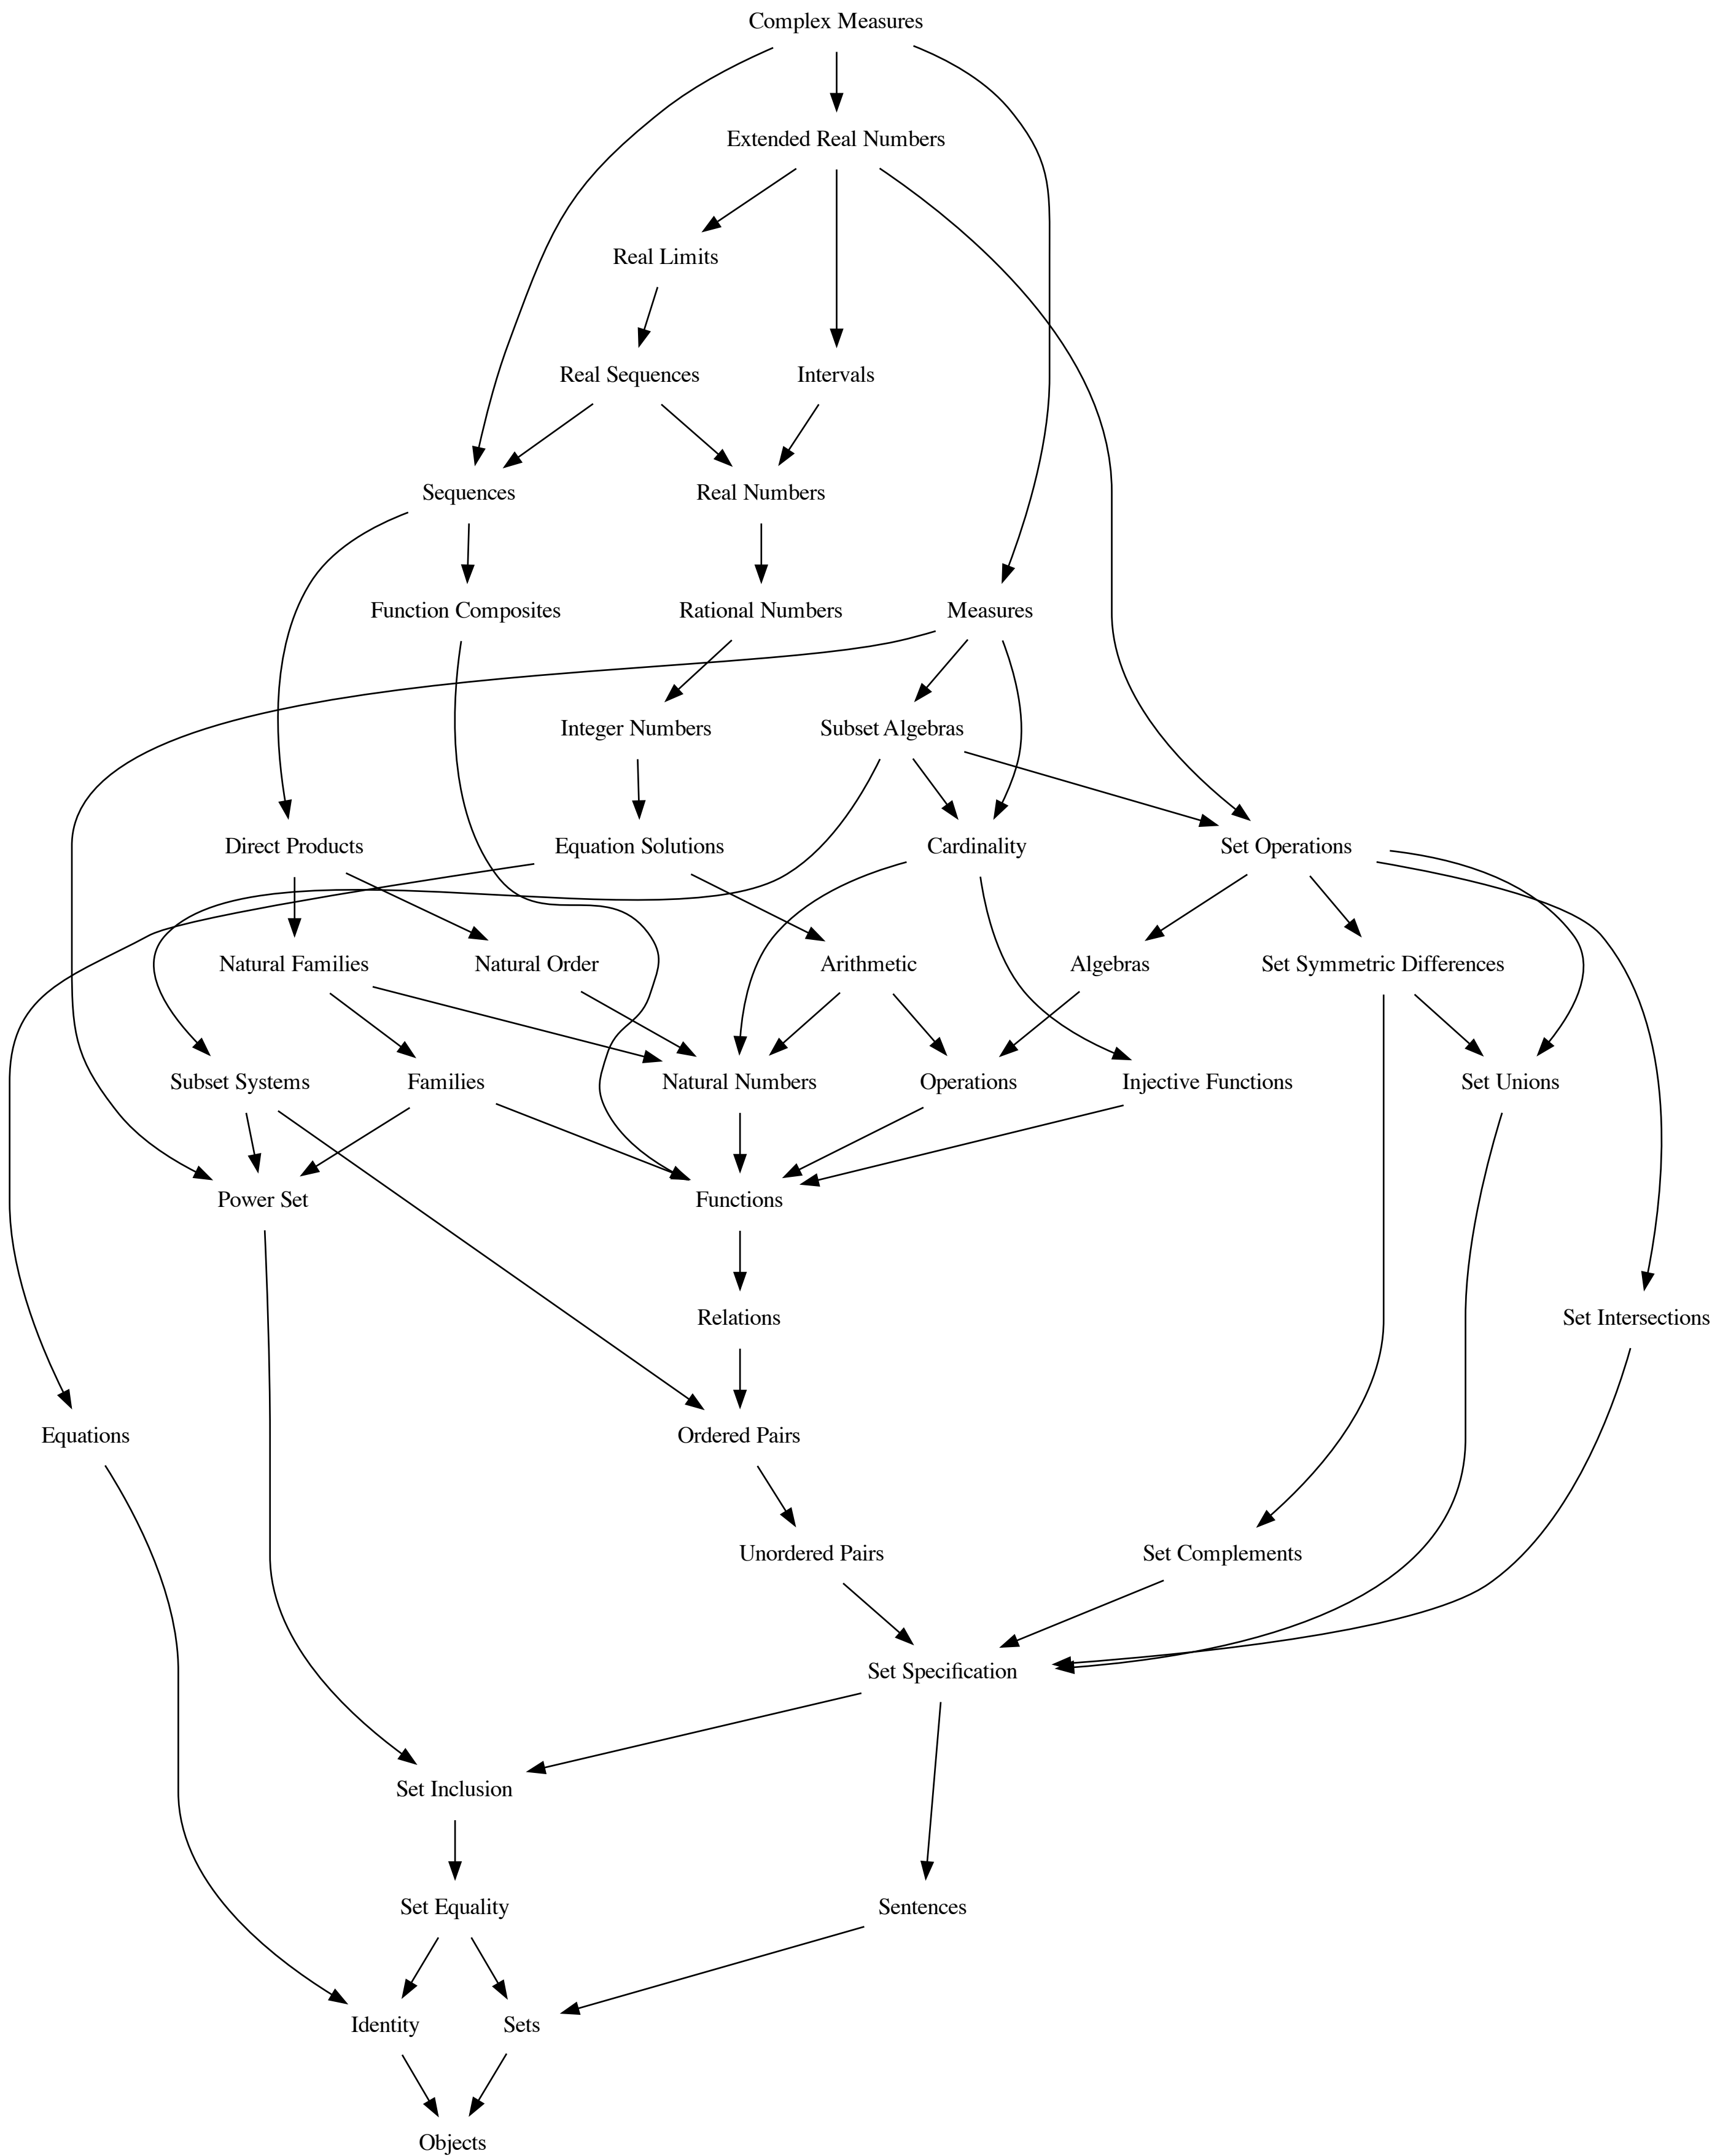 Complex Measures
Extended Real Numbers
Real Limits
Real Sequences
Intervals
Sequences
Real Numbers
Function Composites
Rational Numbers
Measures
Integer Numbers
Subset Algebras
Direct Products
Equation Solutions
Cardinality
Set Operations
Natural Families
Natural Order
Arithmetic
Algebras
Set Symmetric Differences
Subset Systems
Families
Natural Numbers
Operations
Injective Functions
Set Unions
Power Set
Functions
Relations
Set Intersections
Equations
Ordered Pairs
Unordered Pairs
Set Complements
Set Specification
Set Inclusion
Set Equality
Sentences
Identity
Sets
Objects